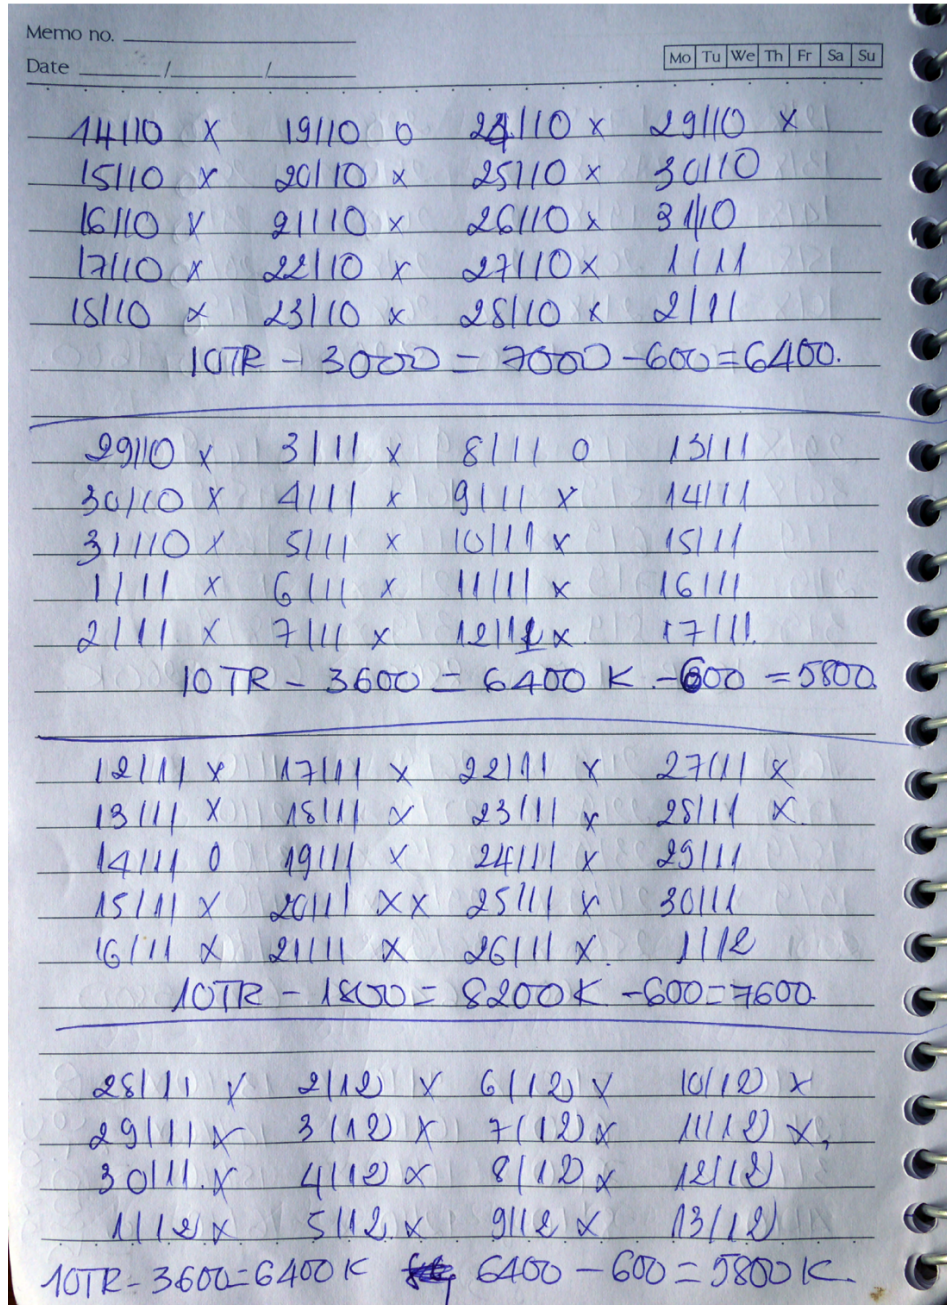 Memo no.
Mo Tu We Th Fr Sa Su
Date / /
14/10 x 19/10 0 24/10 x 29/10 x
15/10 x 20/10 x 25/10 x 30/10
16/10 x 21/10 x 26/10 x 31/10
17/10 x 22/10 x 27/10 x 1/11
18/10 x 23/10 x 28/10 x 2/11
10TR - 3000 = 7000 - 600 = 6400.
29/10 x 3/11 x 8/11 0 13/11
30/10 x 4/11 x 9/11 x 14/11
31/10 x 5/11 x 10/11 x 15/11
1/11 x 6/11 x 11/11 x 16/11
2/11 x 7/11 x 12/11 x. 17/11.
10TR - 3600 = 6400 K - 600 = 5800
12/11 x 17/11 x 22/11 x 27/11 x
13/11 x 18/11 x 23/11 x 28/11 x.
14/11 0 19/11 x 24/11 x 29/11
15/11 x 20/11 xx 25/11 x 30/11
16/11 x 21/11 x 26/11 x. 1/12
10TR - 1800 = 8200K - 600 = 7600.
28/11 x 2/12 x 6/12 x 10/12 x
29/11 x 3/12 x 7/12 x 11/12 x,
30/11. x 4/12 x 8/12 x 12/12
1/12 x 5/12 x 9/12 x 13/12
10TR - 3600 = 6400 K 6400 - 600 = 5800 K.